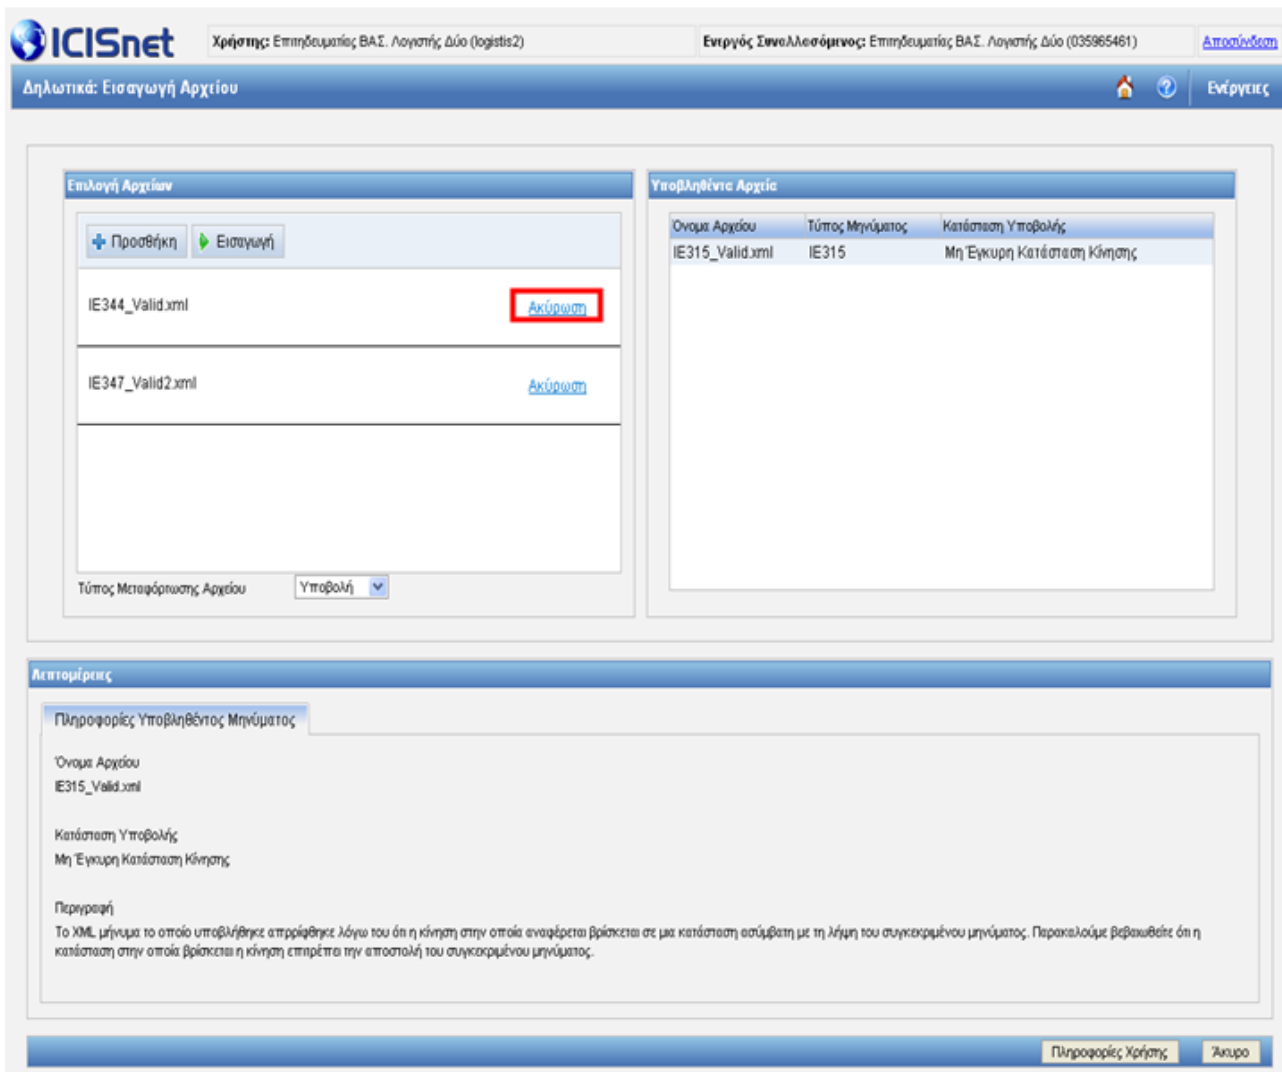 ICISnet
Χρήστης: Επιτηδευματίας ΒΑΣ. Λογιστής Δύο (logistis2)
Ενεργός Συναλλασόμενος: Επιτηδευματίας ΒΑΣ. Λογιστής Δύο (035965461)
Αποσύνδεση
Δηλωτικά: Εισαγωγή Αρχείου
Ενέργειες
Επιλογή Αρχείων
Προσθήκη
Εισαγωγή
IE344_Valid.xml
Ακύρωση
IE347_Valid2.xml
Ακύρωση
Τύπος Μεταφόρτωσης Αρχείου
Υποβολή
Υποβληθέντα Αρχεία
Όνομα Αρχείου Τύπος Μηνύματος Κατάσταση Υποβολής
IE315_Valid.xml IE315 Μη Έγκυρη Κατάσταση Κίνησης
Λεπτομέρειες
Πληροφορίες Υποβληθέντος Μηνύματος
Όνομα Αρχείου
IE315_Valid.xml
Κατάσταση Υποβολής
Μη Έγκυρη Κατάσταση Κίνησης
Περιγραφή
Το XML μήνυμα το οποίο υποβλήθηκε απρρίφθηκε λόγω του ότι η κίνηση στην οποία αναφέρεται βρίσκεται σε μια κατάσταση ασύμβατη με τη λήψη του συγκεκριμένου μηνύματος. Παρακαλούμε βεβαιωθείτε ότι η
κατάσταση στην οποία βρίσκεται η κίνηση επιτρέπει την αποστολή του συγκεκριμένου μηνύματος.
Πληροφορίες Χρήσης
Άκυρο